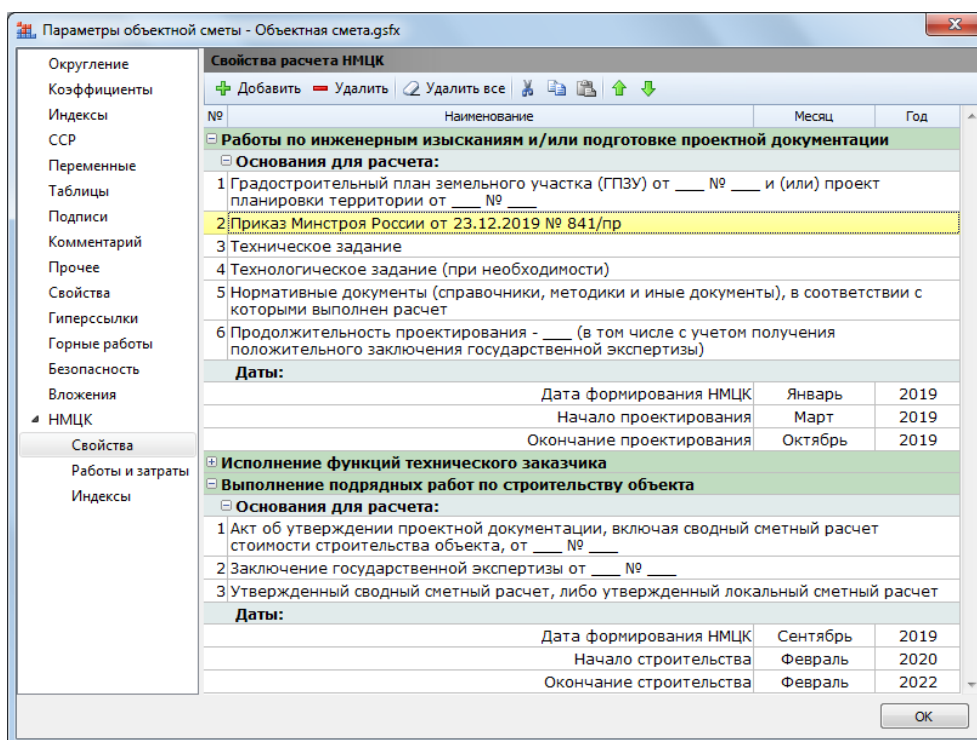 Параметры объектной сметы - Объектная смета.gsfx
Округление
Коэффициенты
Индексы
ССР
Переменные
Таблицы
Подписи
Комментарий
Прочее
Свойства
Гиперссылки
Горные работы
Безопасность
Вложения
НМЦК
Свойства
Работы и затраты
Индексы
Свойства расчета НМЦК
Добавить Удалить Удалить все
№ Наименование Месяц Год
Работы по инженерным изысканиям и/или подготовке проектной документации
Основания для расчета:
1 Градостроительный план земельного участка (ГПЗУ) от ___ № ___ и (или) проект
планировки территории от ___ № ___
2 Приказ Минстроя России от 23.12.2019 № 841/пр
3 Техническое задание
4 Технологическое задание (при необходимости)
5 Нормативные документы (справочники, методики и иные документы), в соответствии с
которыми выполнен расчет
6 Продолжительность проектирования - ___ (в том числе с учетом получения
положительного заключения государственной экспертизы)
Даты:
Дата формирования НМЦК Январь 2019
Начало проектирования Март 2019
Окончание проектирования Октябрь 2019
Исполнение функций технического заказчика
Выполнение подрядных работ по строительству объекта
Основания для расчета:
1 Акт об утверждении проектной документации, включая сводный сметный расчет
стоимости строительства объекта, от ___ № ___
2 Заключение государственной экспертизы от ___ № ___
3 Утвержденный сводный сметный расчет, либо утвержденный локальный сметный расчет
Даты:
Дата формирования НМЦК Сентябрь 2019
Начало строительства Февраль 2020
Окончание строительства Февраль 2022
OK